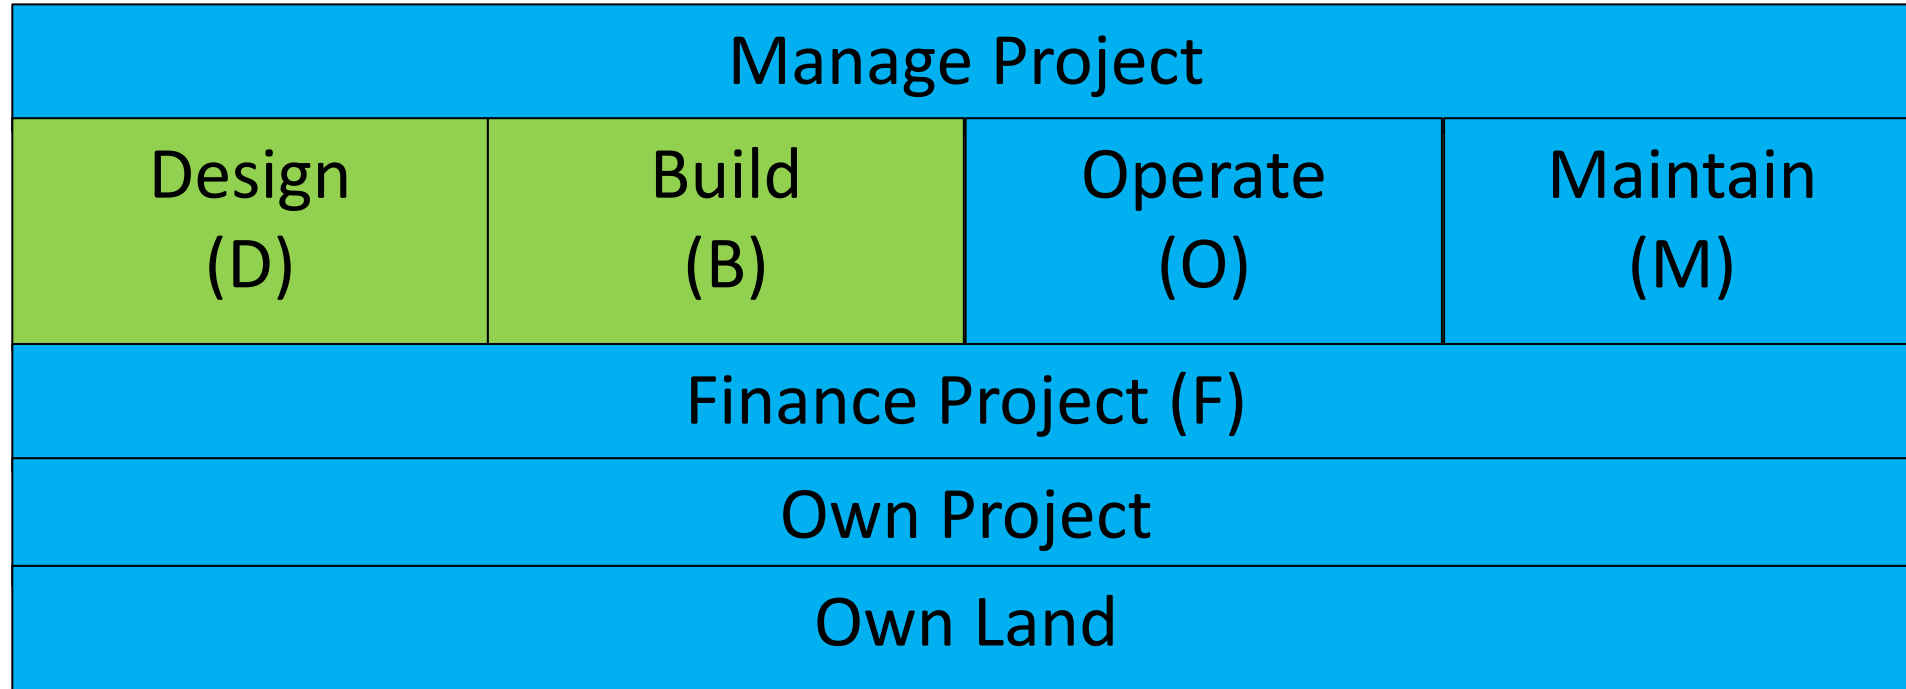 Manage Project
Design
(D)
Build
(B)
Operate
(O)
Maintain
(M)
Finance Project (F)
Own Project
Own Land